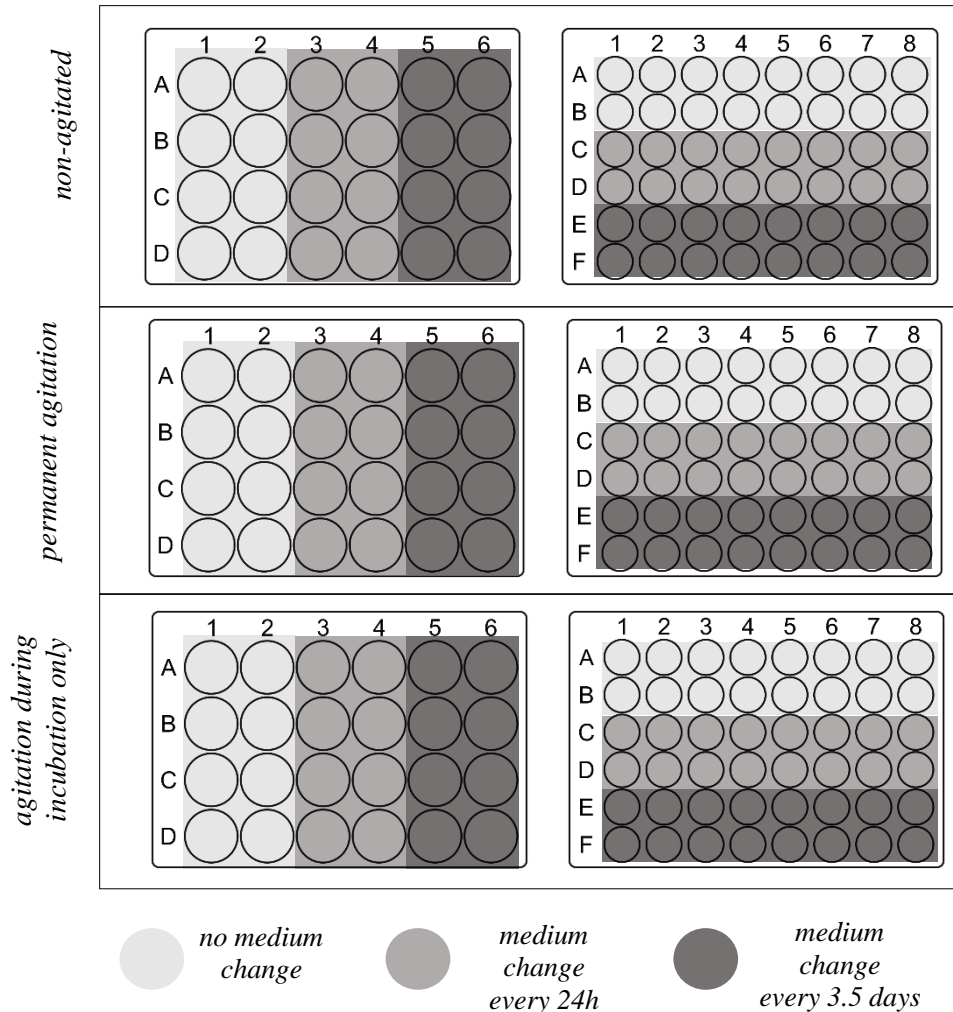 non-agitated
1 2 3 4 5 6
A
B
C
D
1 2 3 4 5 6 7 8
A
B
C
D
E
F
permanent agitation
1 2 3 4 5 6
A
B
C
D
1 2 3 4 5 6 7 8
A
B
C
D
E
F
agitation during
incubation only
1 2 3 4 5 6
A
B
C
D
1 2 3 4 5 6 7 8
A
B
C
D
E
F
no medium
change
medium
change
every 24h
medium
change
every 3.5 days